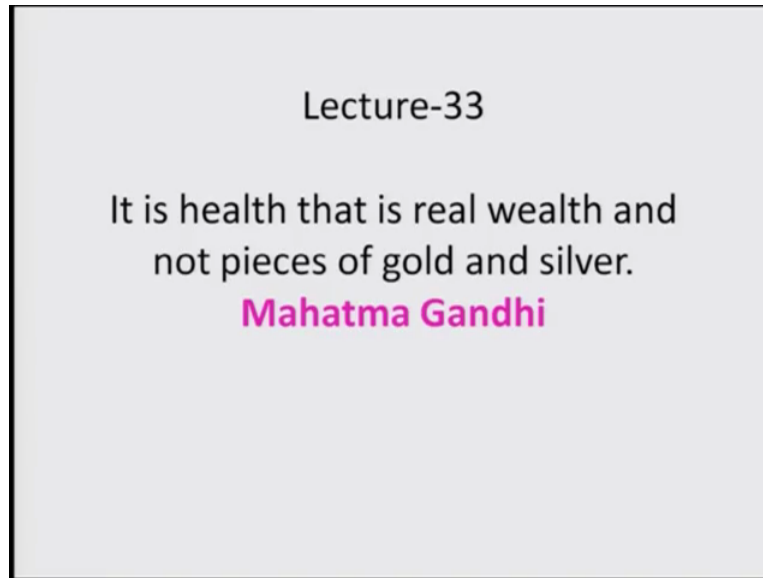 Lecture-33
It is health that is real wealth and
not pieces of gold and silver.
Mahatma Gandhi